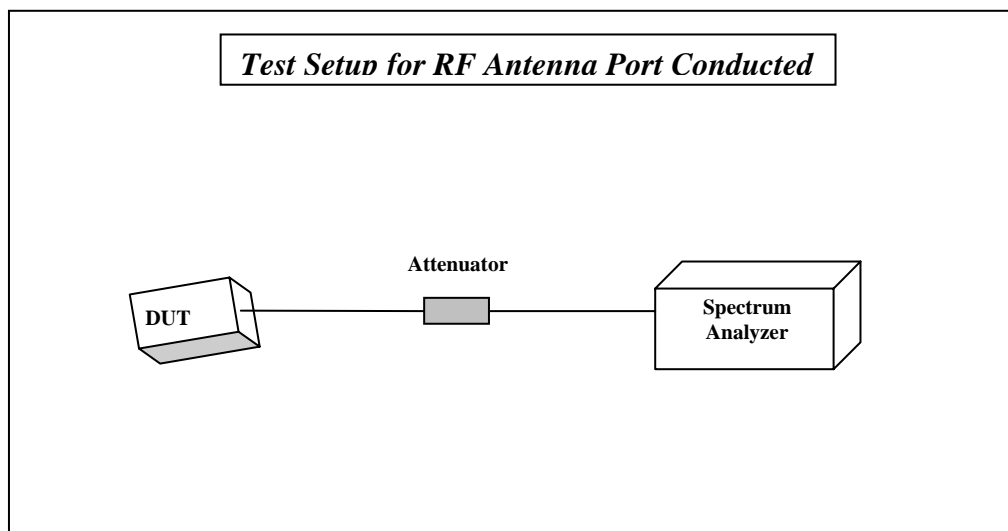 Test Setup for RF Antenna Port Conducted
Attenuator
DUT
Spectrum
Analyzer